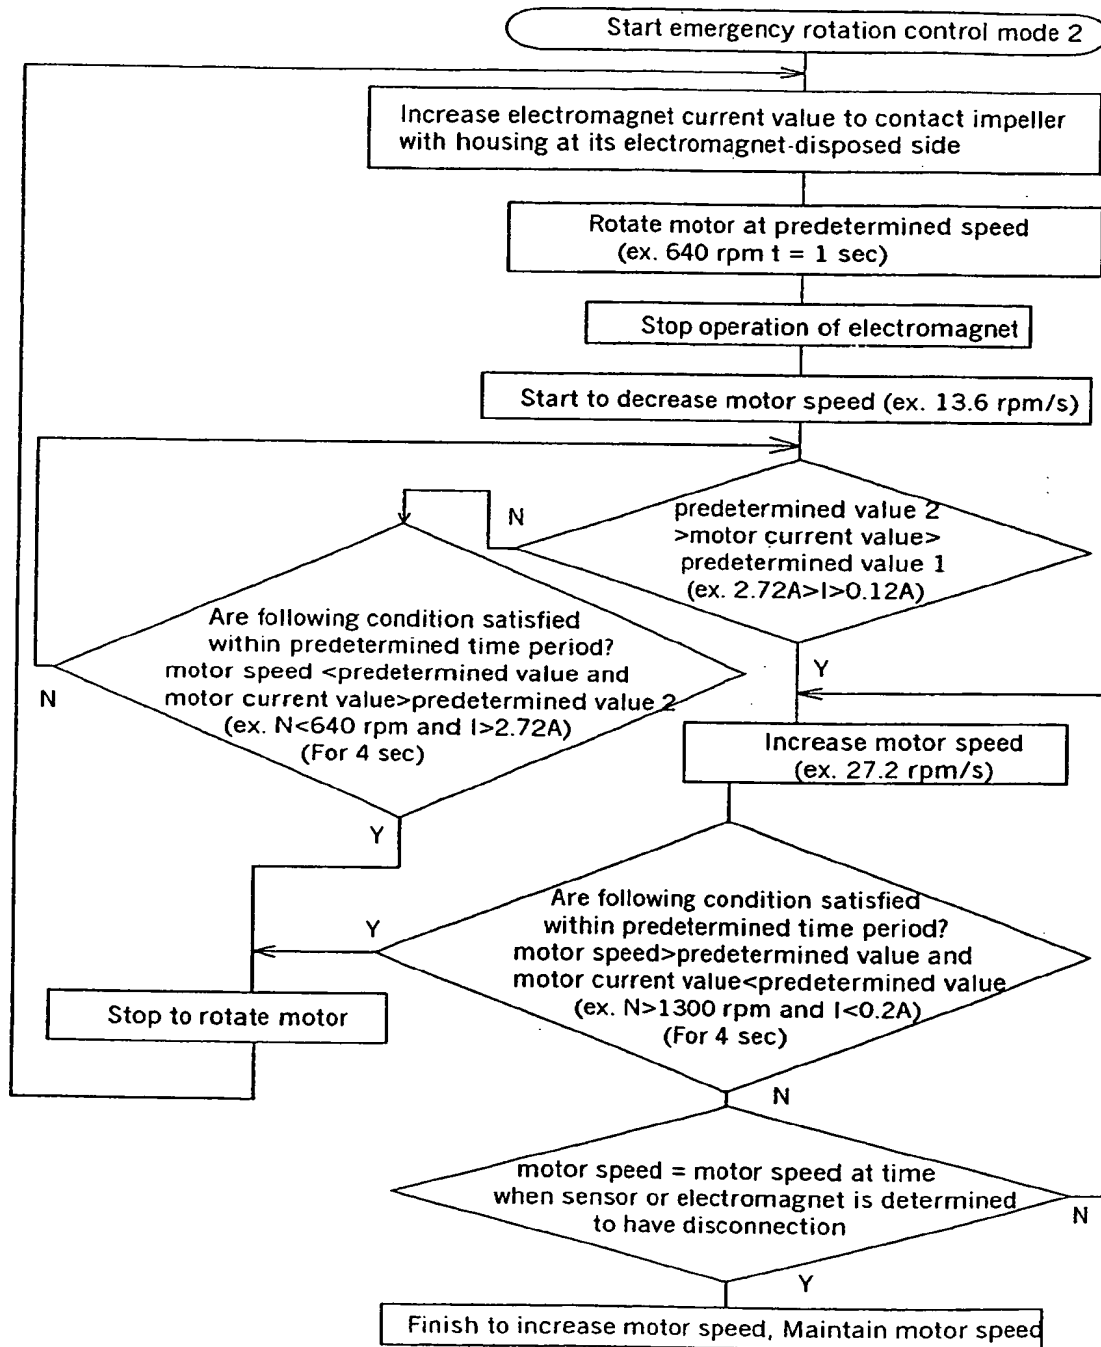 Start emergency rotation control mode 2
Increase electromagnet current value to contact impeller
with housing at its electromagnet-disposed side
Rotate motor at predetermined speed
(ex. 640 rpm t = 1 sec)
Stop operation of electromagnet
Start to decrease motor speed (ex. 13.6 rpm/s)
predetermined value 2
>motor current value>
predetermined value 1
(ex. 2.72A>I>0.12A)
N
Y
Are following condition satisfied
within predetermined time period?
motor speed <predetermined value and
motor current value>predetermined value 2
(ex. N<640 rpm and I>2.72A)
(For 4 sec)
N
Y
Increase motor speed
(ex. 27.2 rpm/s)
Are following condition satisfied
within predetermined time period?
motor speed>predetermined value and
motor current value<predetermined value
(ex. N>1300 rpm and I<0.2A)
(For 4 sec)
Y
N
Stop to rotate motor
motor speed = motor speed at time
when sensor or electromagnet is determined
to have disconnection
N
Y
Finish to increase motor speed, Maintain motor speed